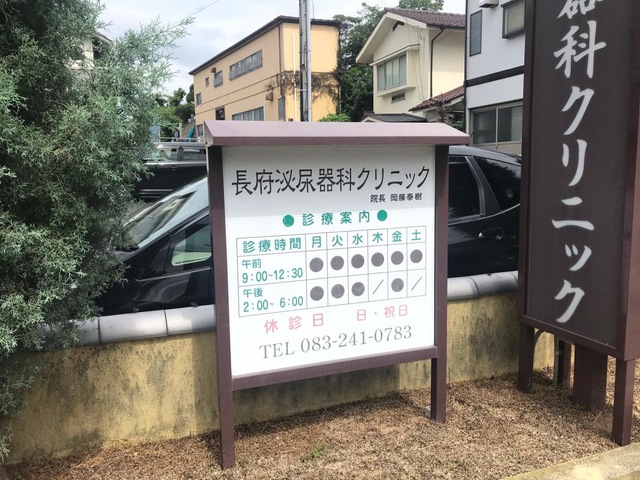 長府泌尿器科クリニック
院長 岡藤泰樹
●診療案内●
診療時間 月 火 水 木 金 土
午前 9:00~12:30 ● ● ● ● ● ●
午後 2:00~6:00 ● ● ● / ● /
休診日 日・祝日
TEL 083-241-0783
器科クリニック